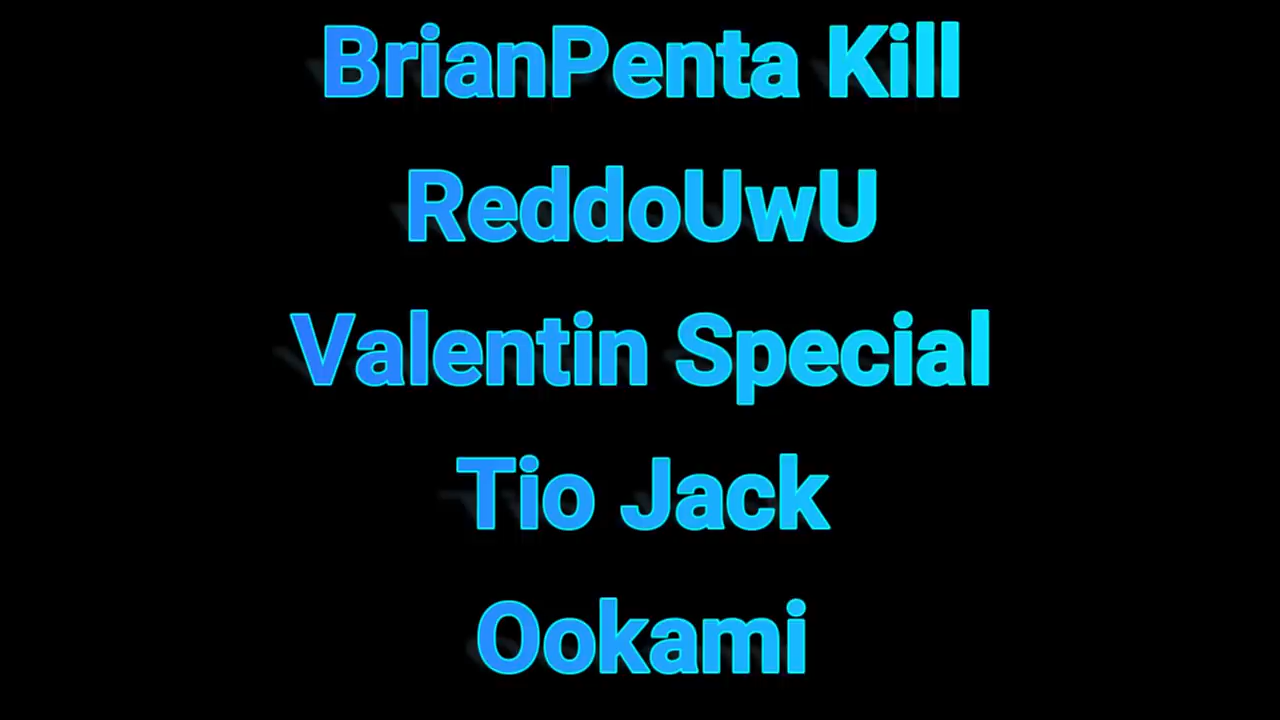 BrianPenta Kill
ReddoUwU
Valentin Special
Tio Jack
Ookami